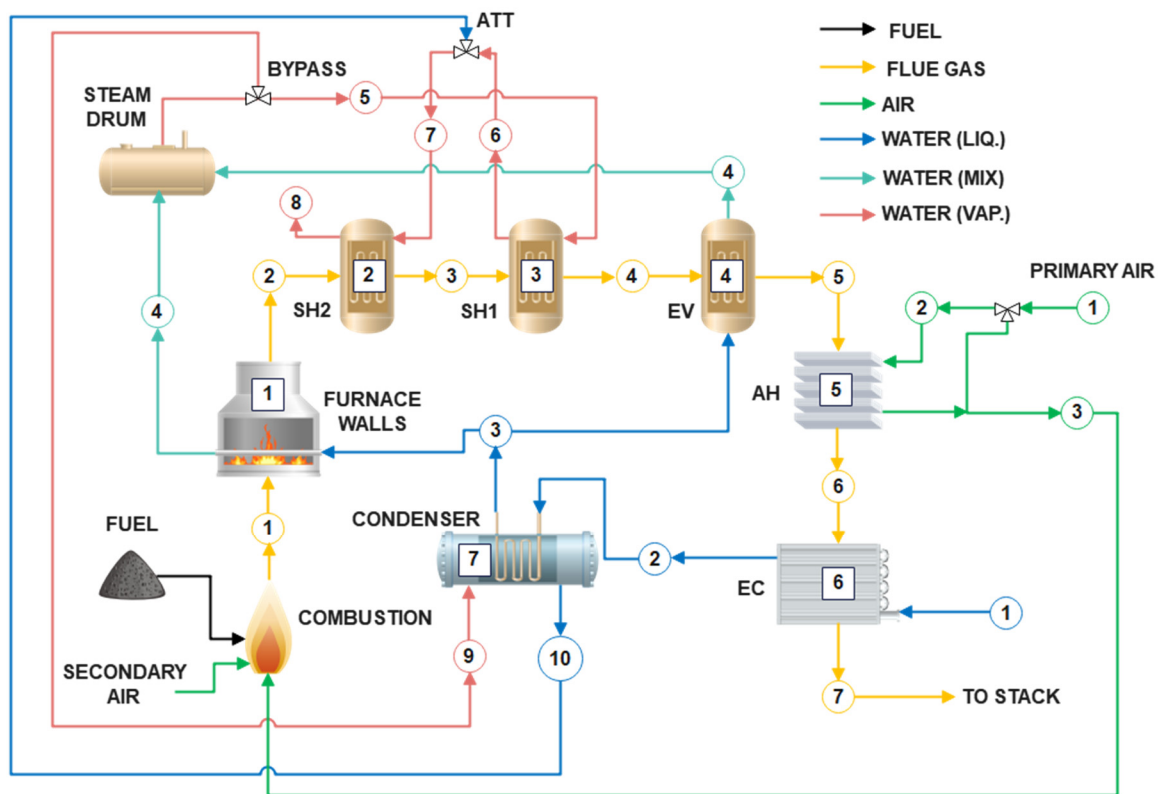 ATT
FUEL
FLUE GAS
AIR
WATER (LIQ.)
WATER (MIX)
WATER (VAP.)
BYPASS
5
STEAM
DRUM
7
6
4
8
2
2
3
3
4
4
5
SH2
SH1
EV
PRIMARY AIR
2
1
4
1
FURNACE
WALLS
3
AH
5
3
6
1
FUEL
CONDENSER
7
2
EC
6
1
COMBUSTION
SECONDARY
AIR
9
10
7
TO STACK